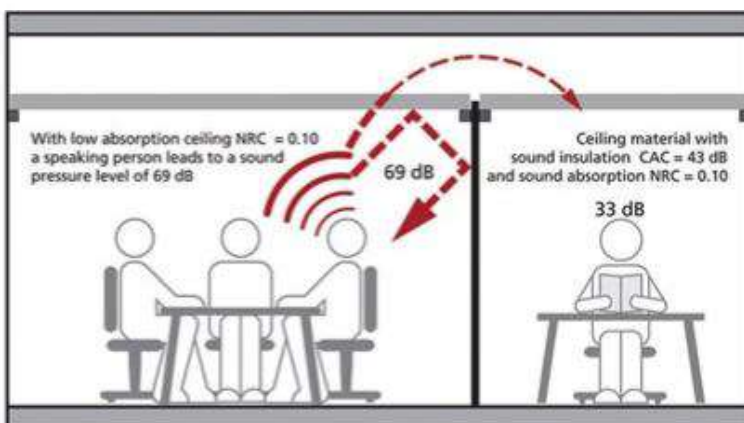 With low absorption ceiling NRC = 0.10
a speaking person leads to a sound
pressure level of 69 dB
69 dB
Ceiling material with
sound insulation CAC = 43 dB
and sound absorption NRC = 0.10
33 dB